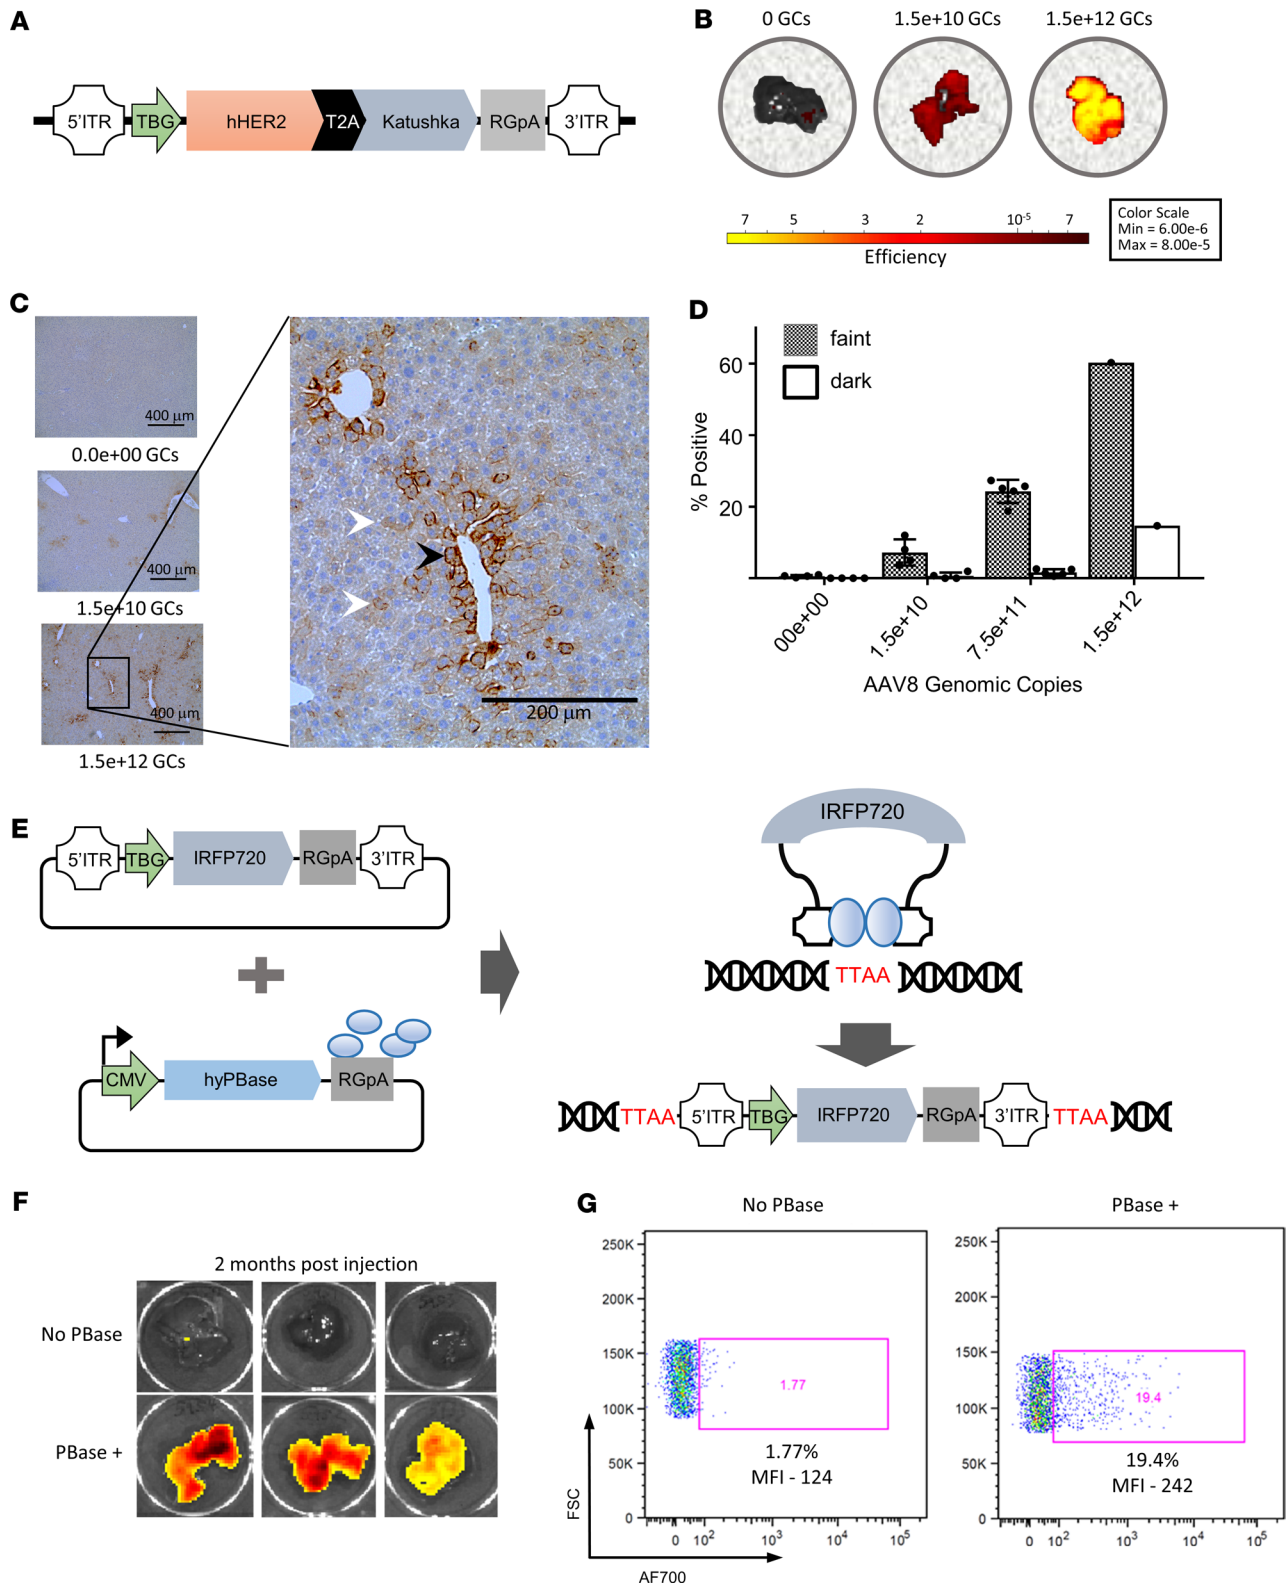 A
5'ITR TBG hHER2 T2A Katushka RGpA 3'ITR
B
0 GCs 1.5e+10 GCs 1.5e+12 GCs
7 5 3 2 10-5 7
Efficiency
Color Scale
Min = 6.00e-6
Max = 8.00e-5
C
400 µm
0.0e+00 GCs
400 µm
1.5e+10 GCs
400 µm
1.5e+12 GCs
200 µm
D
faint
dark
% Positive
60
40
20
00e+00 1.5e+10 7.5e+11 1.5e+12
AAV8 Genomic Copies
E
5'ITR TBG IRFP720 RGpA 3'ITR
CMV hyPBase RGpA
IRFP720
TTAA
TTAA 5'ITR TBG IRFP720 RGpA 3'ITR TTAA
F
2 months post injection
No PBase
PBase +
G
No PBase
250K
200K
150K
100K
50K
0
1.77
1.77%
MFI - 124
0 10² 10³ 10⁴ 10⁵
PBase +
250K
200K
150K
100K
50K
0
19.4
19.4%
MFI - 242
0 10² 10³ 10⁴ 10⁵
FSC
AF700